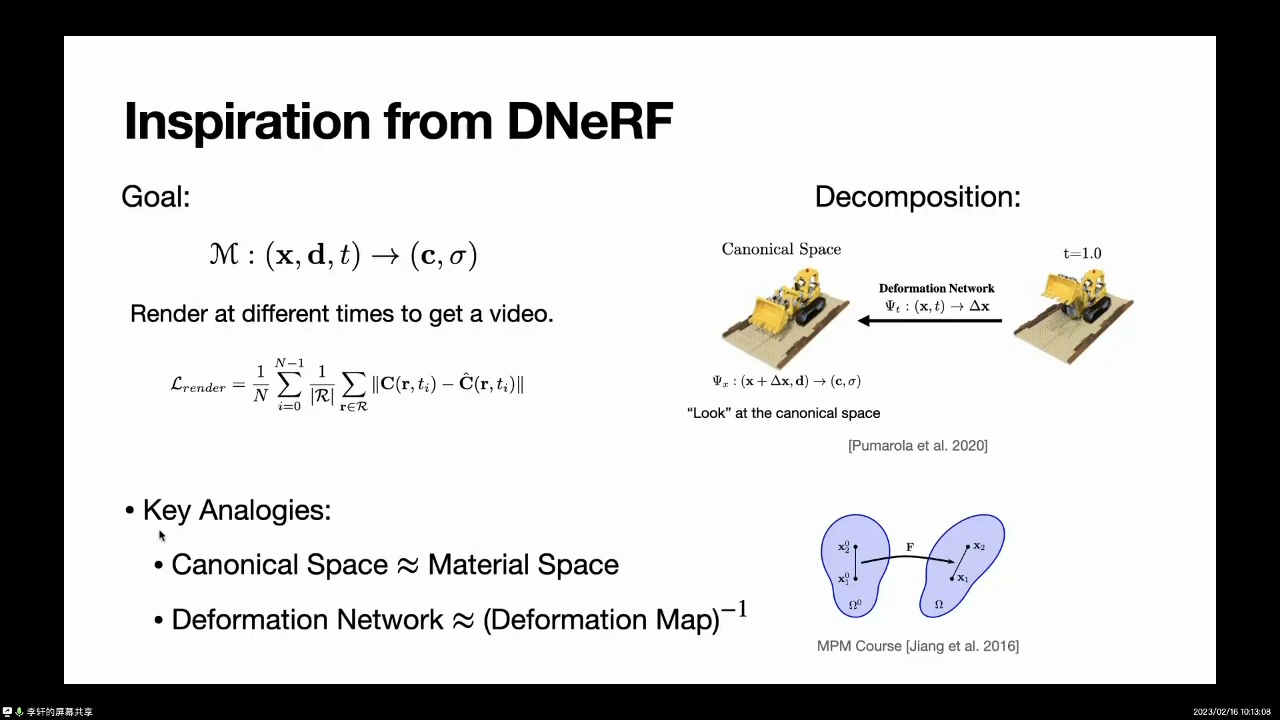 Inspiration from DNeRF
Goal:
ℳ : (x, d, t) → (c, σ)
Render at different times to get a video.
ℒ_render = 1/N ∑_{i=0}^{N−1} 1/|ℛ| ∑_{r∈ℛ} ‖C(r, t_i) − Ĉ(r, t_i)‖
Decomposition:
Canonical Space
t=1.0
Deformation Network
Ψ_t : (x, t) → Δx
Ψ_x : (x + Δx, d) → (c, σ)
“Look” at the canonical space
[Pumarola et al. 2020]
• Key Analogies:
• Canonical Space ≈ Material Space
• Deformation Network ≈ (Deformation Map)^−1
x_2^0
x_1^0
Ω^0
F
x_2
x_1
Ω
MPM Course [Jiang et al. 2016]
李轩的屏幕共享
2023/02/16 10:13:08